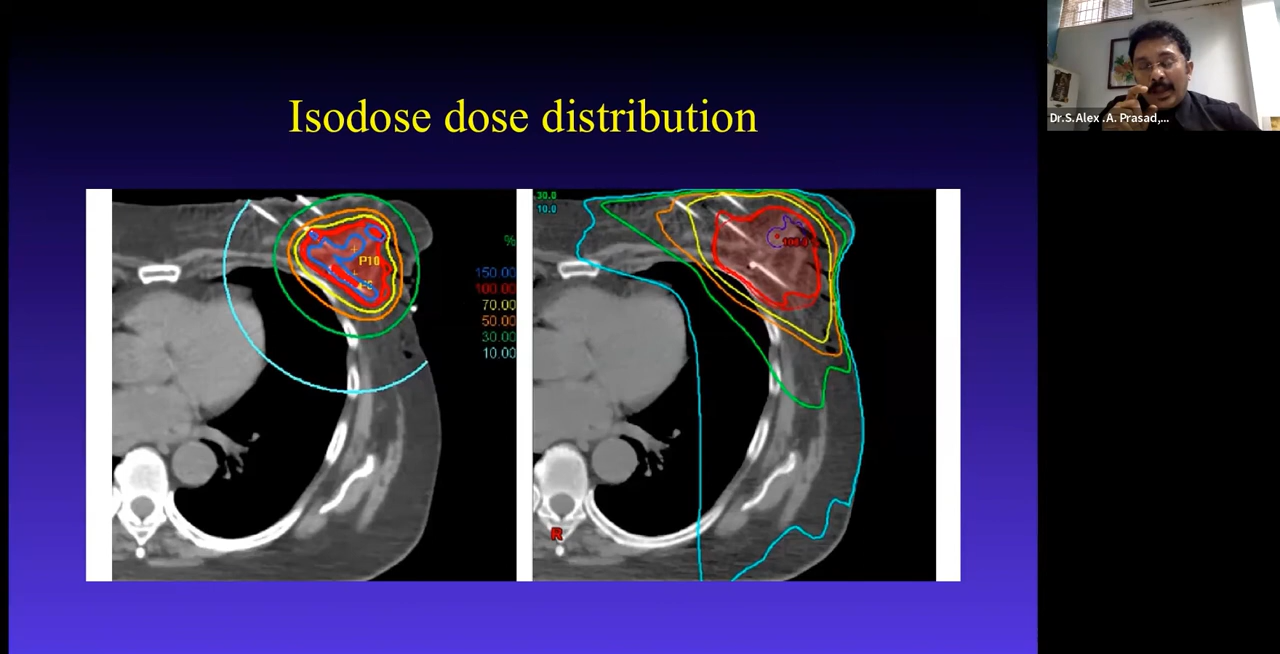 Isodose dose distribution
P10
%
150.00
100.00
70.00
50.00
30.00
10.00
30.0
10.0
R
Dr.S.Alex .A. Prasad,...